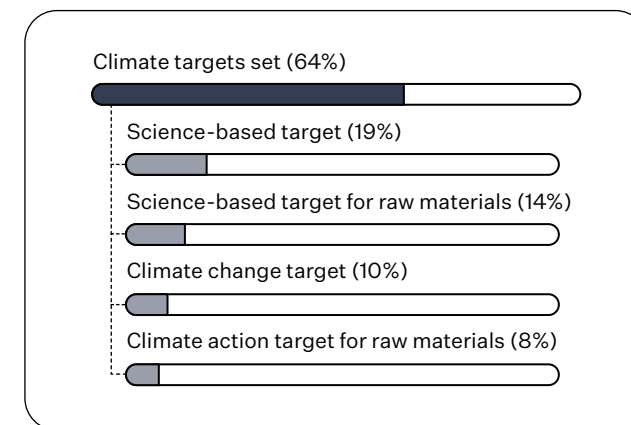 Climate targets set (64%)
Science-based target (19%)
Science-based target for raw materials (14%)
Climate change target (10%)
Climate action target for raw materials (8%)